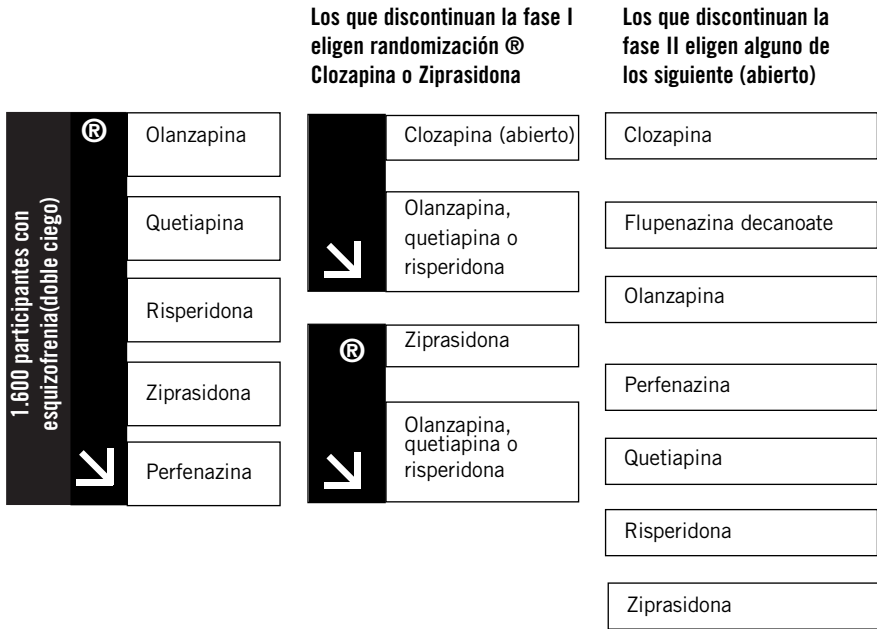 Los que discontinuan la fase I
eligen randomización ®
Clozapina o Ziprasidona
Los que discontinuan la
fase II eligen alguno de
los siguiente (abierto)
1.600 participantes con
esquizofrenia(doble ciego)
®
Olanzapina
Quetiapina
Risperidona
Ziprasidona
Perfenazina
Clozapina (abierto)
Olanzapina,
quetiapina o
risperidona
®
Ziprasidona
Olanzapina,
quetiapina o
risperidona
Clozapina
Flupenazina decanoate
Olanzapina
Perfenazina
Quetiapina
Risperidona
Ziprasidona